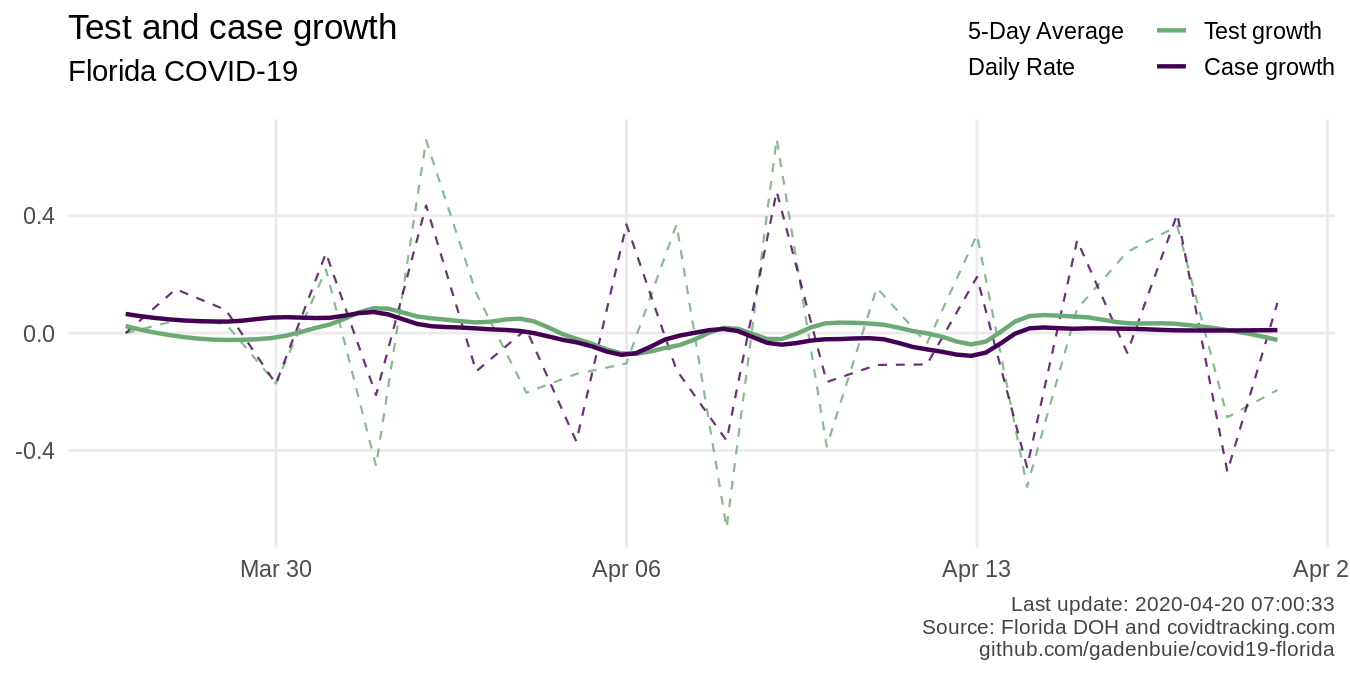 Test and case growth
Florida COVID-19
5-Day Average
Test growth
Daily Rate
Case growth
0.4
0.0
-0.4
Mar 30
Apr 06
Apr 13
Apr 2
Last update: 2020-04-20 07:00:33
Source: Florida DOH and covidtracking.com
github.com/gadenbuie/covid19-florida